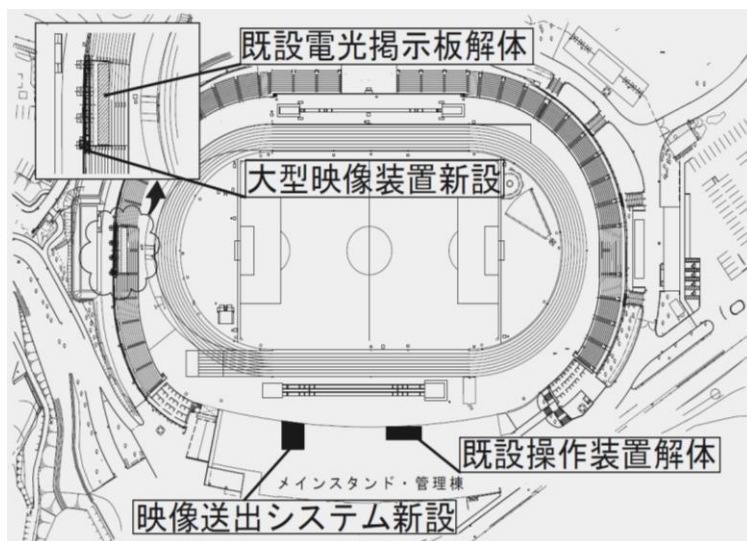 既設電光掲示板解体
大型映像装置新設
既設操作装置解体
メインスタンド・管理棟
映像送出システム新設